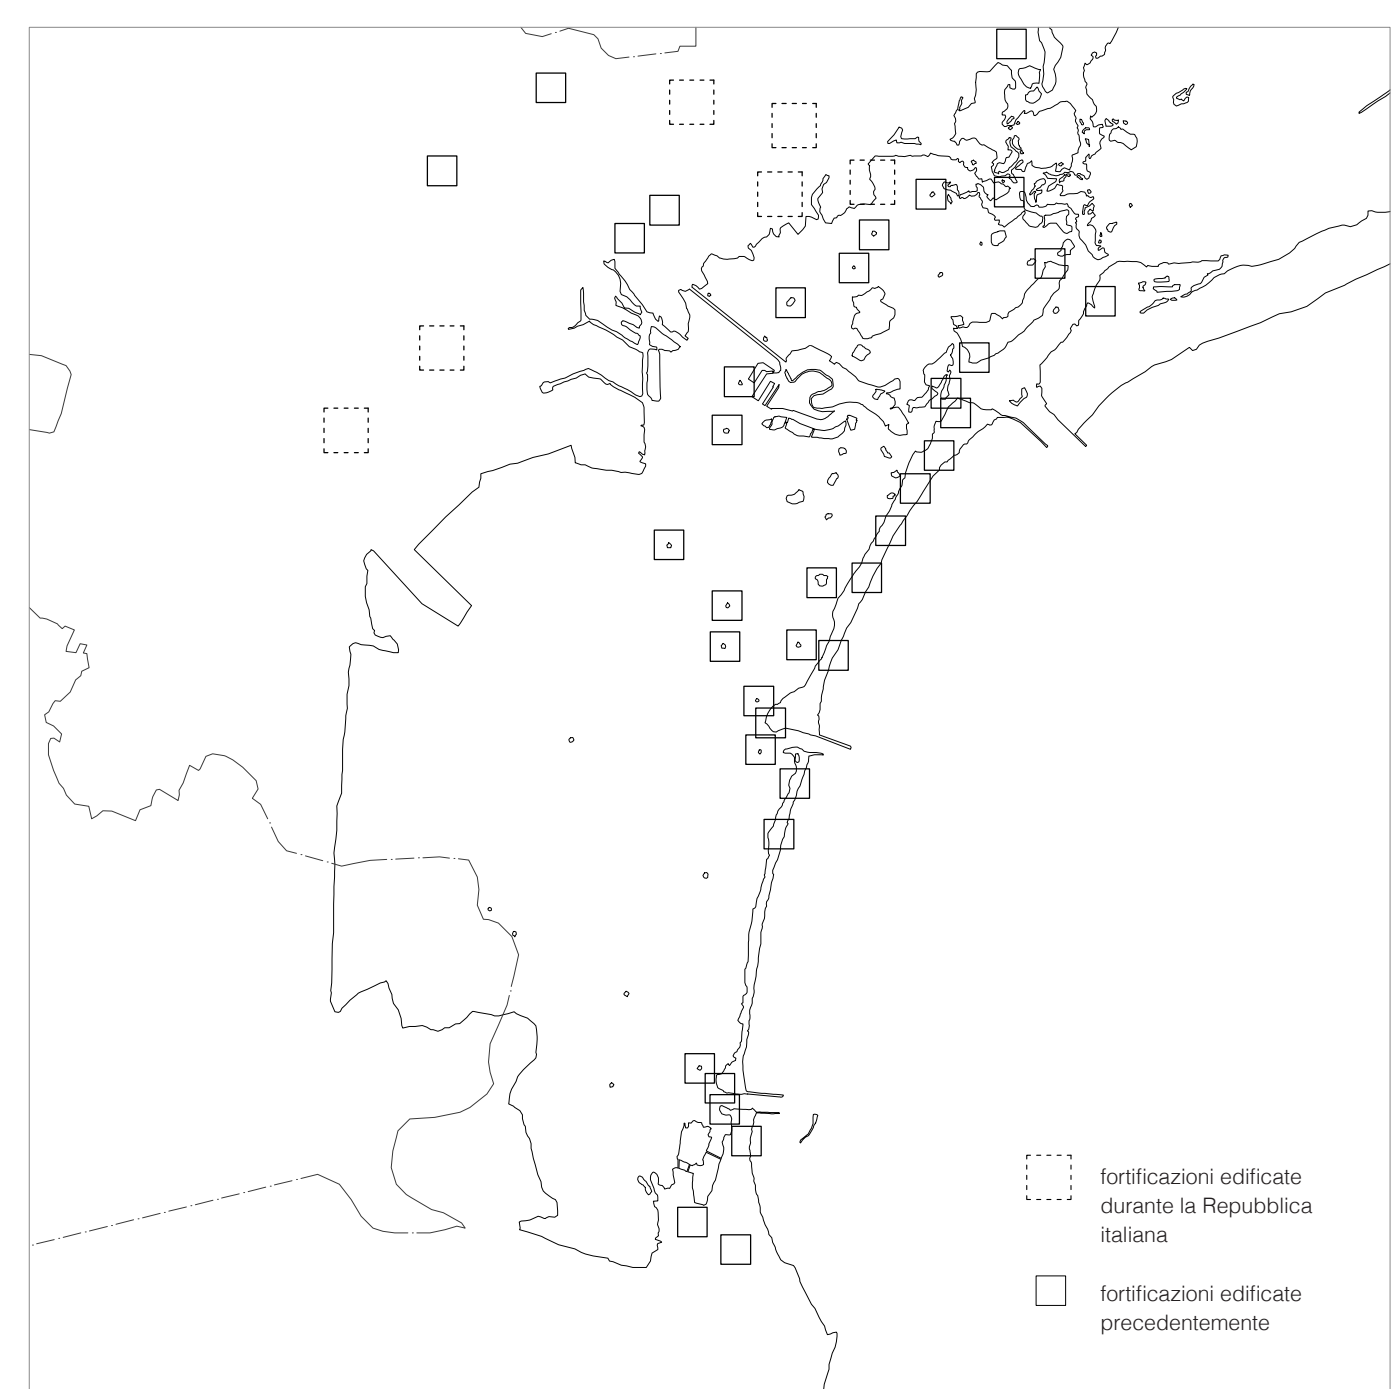 fortificazioni edificate
durante la Repubblica
italiana
fortificazioni edificate
precedentemente